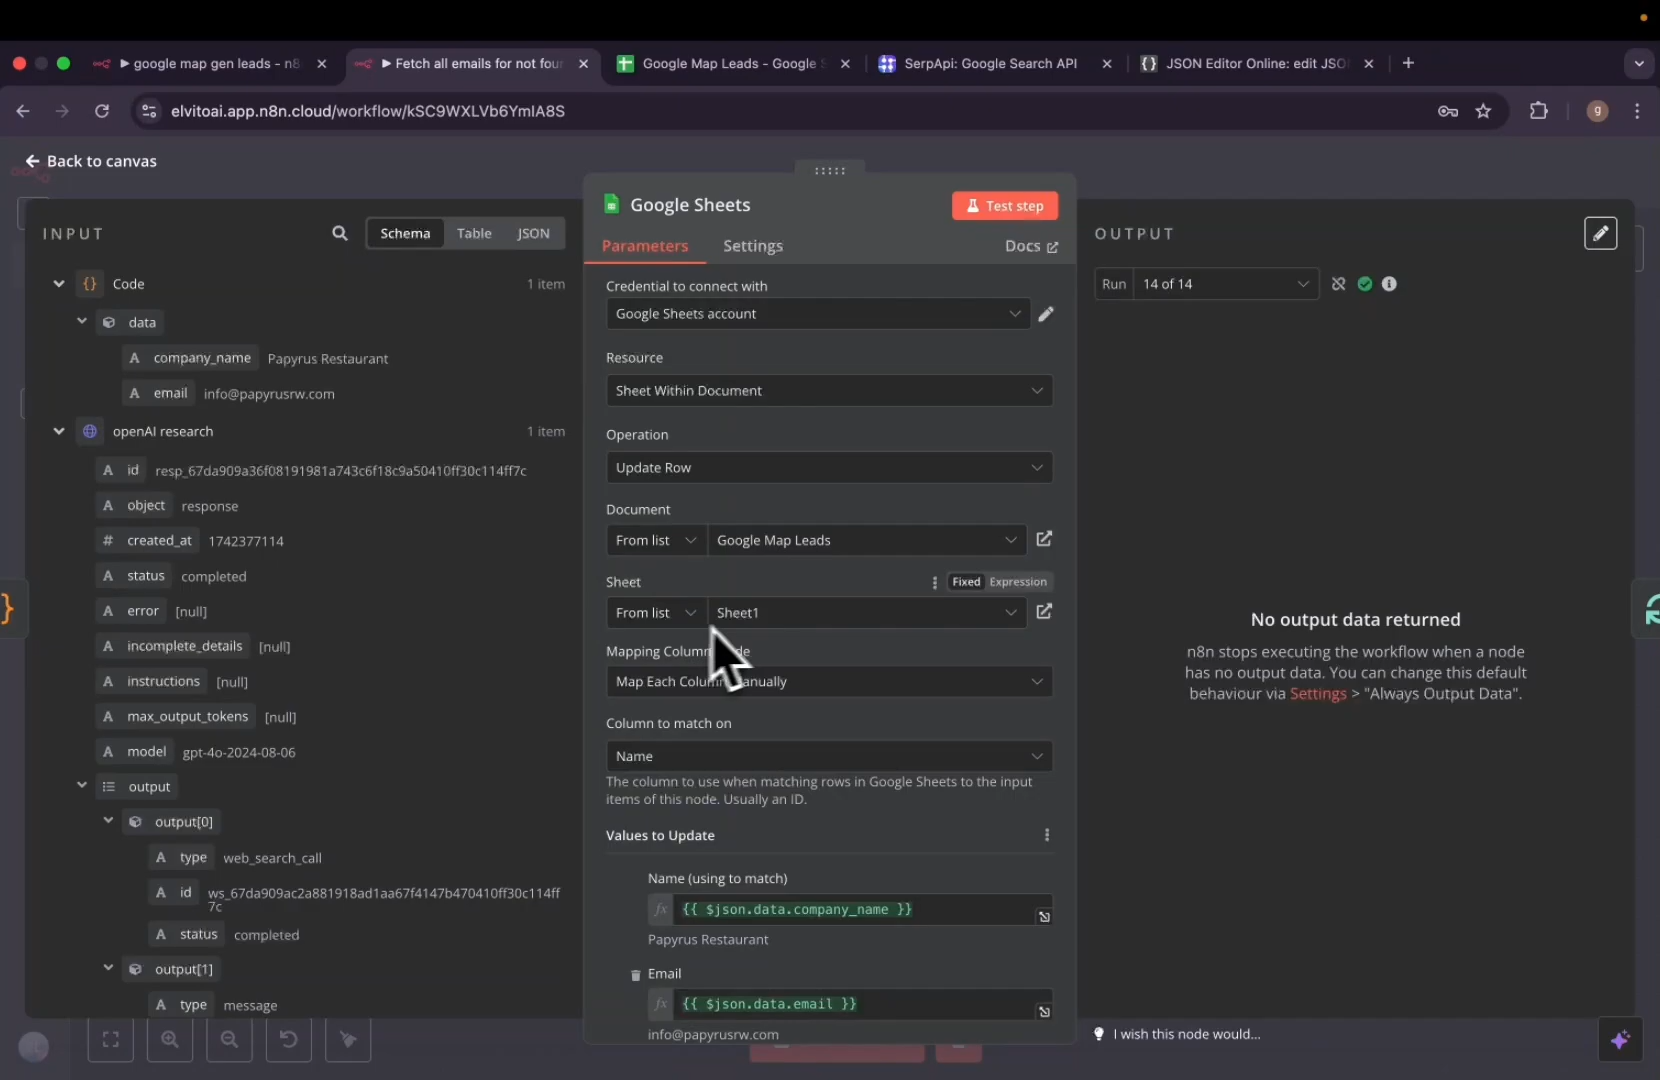 google map gen leads - n8
Fetch all emails for not four
Google Map Leads - Google S
SerpApi: Google Search API
JSON Editor Online: edit JSO
elvitoai.app.n8n.cloud/workflow/kSC9WXLVb6YmIA8S
g
Back to canvas
INPUT
Schema
Table
JSON
Code
1 item
data
A company_name Papyrus Restaurant
A email info@papyrusrw.com
openAI research
1 item
A id resp_67da909a36f08191981a743c6f18c9a50410ff30c114ff7c
A object response
# created_at 1742377114
A status completed
A error [null]
A incomplete_details [null]
A instructions [null]
A max_output_tokens [null]
A model gpt-4o-2024-08-06
output
output[0]
A type web_search_call
A id ws_67da909ac2a881918ad1aa67f4147b470410ff30c114ff
7c
A status completed
output[1]
A type message
Google Sheets
Test step
Parameters
Settings
Docs
Credential to connect with
Google Sheets account
Resource
Sheet Within Document
Operation
Update Row
Document
From list
Google Map Leads
Sheet
Fixed
Expression
From list
Sheet1
Mapping Column
Map Each Manually
Column to match on
Name
The column to use when matching rows in Google Sheets to the input
items of this node. Usually an ID.
Values to Update
Name (using to match)
fx {{ $json.data.company_name }}
Papyrus Restaurant
Email
fx {{ $json.data.email }}
info@papyrusrw.com
OUTPUT
Run
14 of 14
No output data returned
n8n stops executing the workflow when a node
has no output data. You can change this default
behaviour via Settings > "Always Output Data".
I wish this node would...